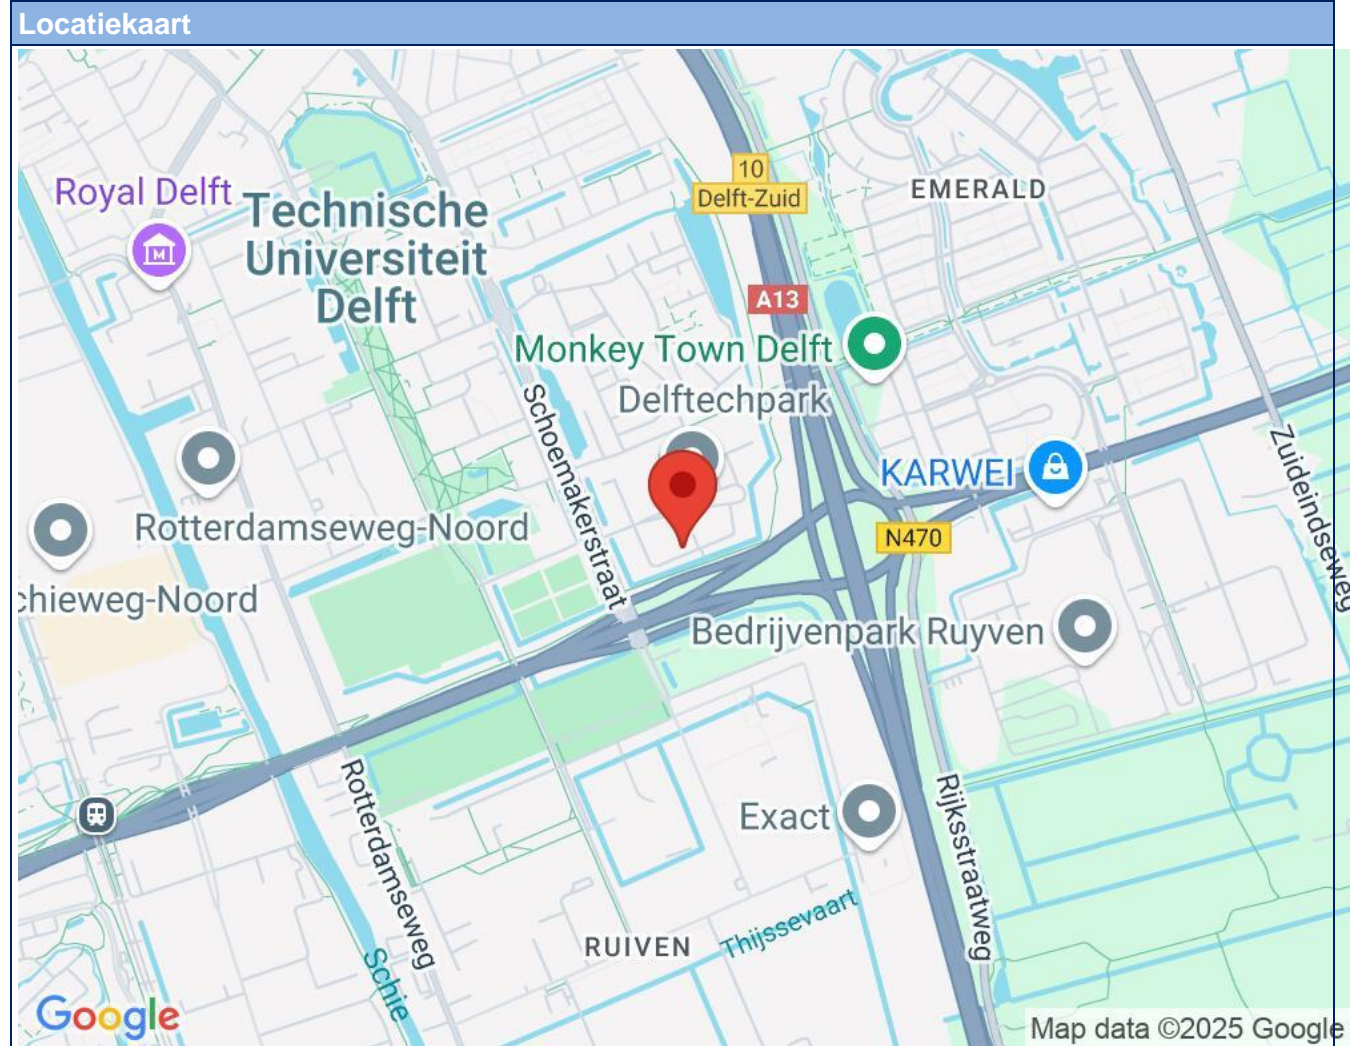 Locatiekaart
10
Delft-Zuid
EMERALD
Royal Delft
M
Technische
Universiteit
Delft
A13
Monkey Town Delft
Delftechpark
Schoemakerstraat
KARWEI
Zuideindseweg
Rotterdamseweg-Noord
N470
chieweg-Noord
Bedrijvenpark Ruyven
Rotterdamseweg
Exact
Rijksstraatweg
Thijssevaart
RUIVEN
Schie
Google
Map data ©2025 Google